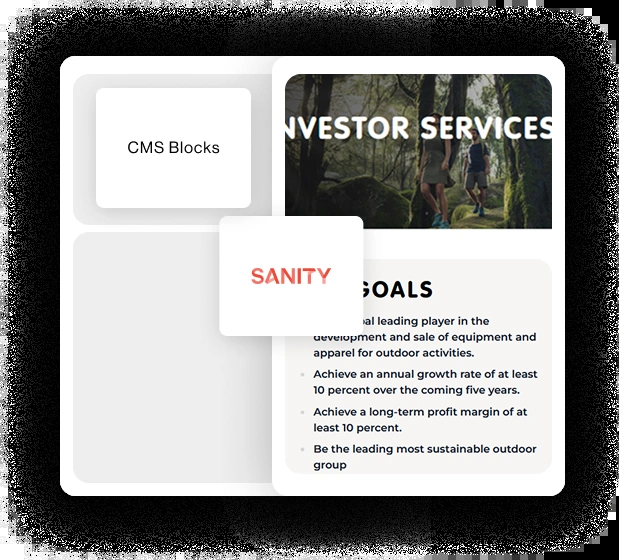 CMS Blocks
NVESTOR SERVICES
SANITY
GOALS
bal leading player in the
development and sale of equipment and
apparel for outdoor activities.
Achieve an annual growth rate of at least
10 percent over the coming five years.
Achieve a long-term profit margin of at
least 10 percent.
Be the leading most sustainable outdoor
group